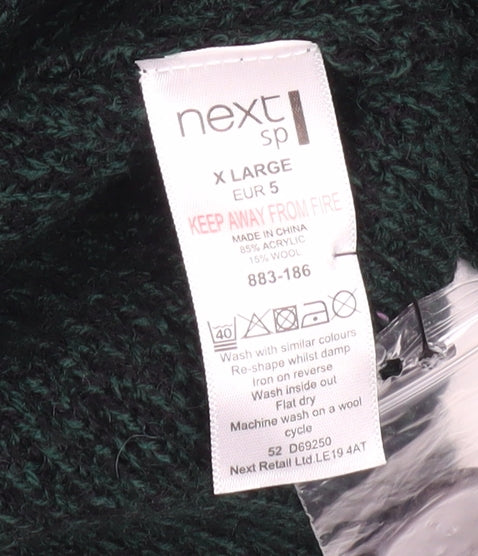 next
sp
X LARGE
EUR 5
KEEP AWAY FROM FIRE
MADE IN CHINA
85% ACRYLIC
15% WOOL
883-186
40
Wash with similar colours
Re-shape whilst damp
Iron on reverse
Wash inside out
Flat dry
Machine wash on a wool
cycle
52 D69250
Next Retail Ltd.LE19 4AT